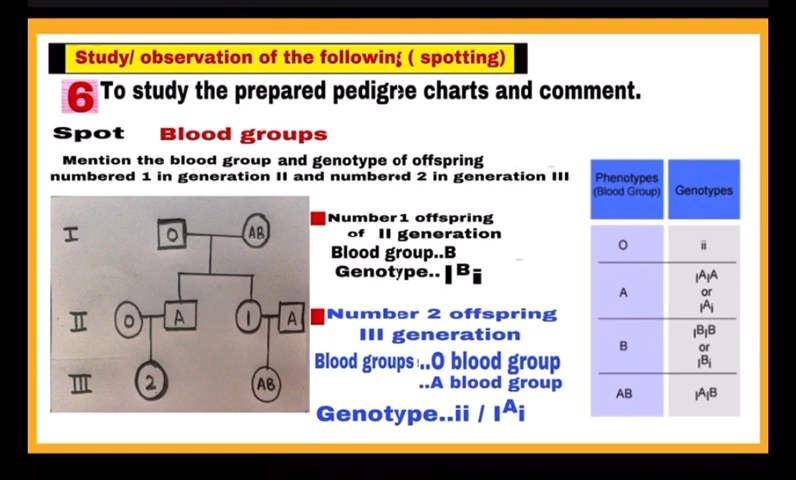 Study/ observation of the following ( spotting)
6 To study the prepared pedigree charts and comment.
Spot Blood groups
Mention the blood group and genotype of offspring
numbered 1 in generation II and numbered 2 in generation III
I O AB
II O A 1 A
III 2 AB
Number 1 offspring
of II generation
Blood group..B
Genotype.. Iᴮi
Number 2 offspring
III generation
Blood groups ..O blood group
..A blood group
Genotype..ii / Iᴬi
Phenotypes Genotypes
(Blood Group)
O ii
A IᴬIᴬ
or
Iᴬi
B IᴮIᴮ
or
Iᴮi
AB IᴬIᴮ